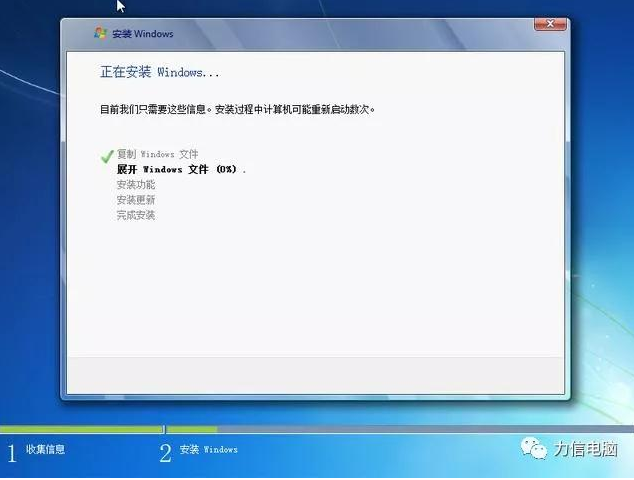 安装 Windows
正在安装 Windows...
目前我们只需要这些信息。安装过程中计算机可能重新启动数次。
复制 Windows 文件
展开 Windows 文件 (0%) .
安装功能
安装更新
完成安装
1 收集信息
2 安装 Windows
力信电脑